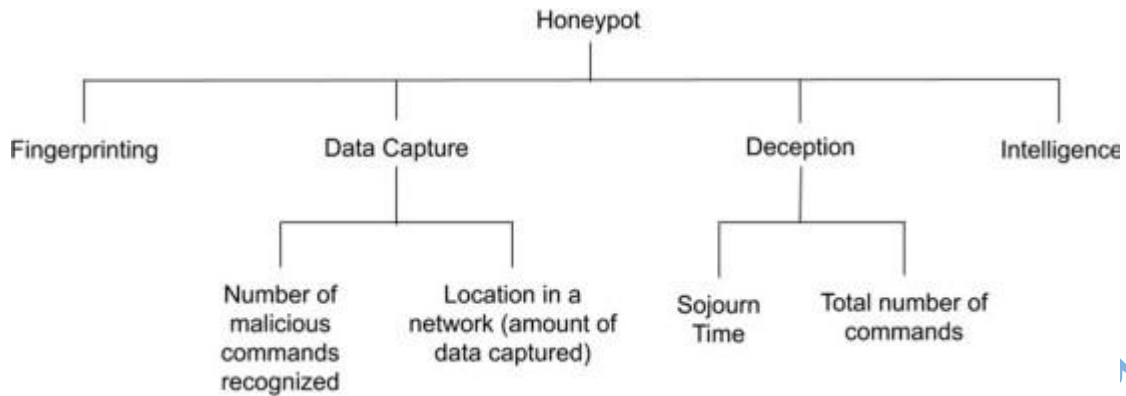 Honeypot
Fingerprinting
Data Capture
Deception
Intelligence
Number of
malicious
commands
recognized
Location in a
network (amount of
data captured)
Sojourn
Time
Total number of
commands